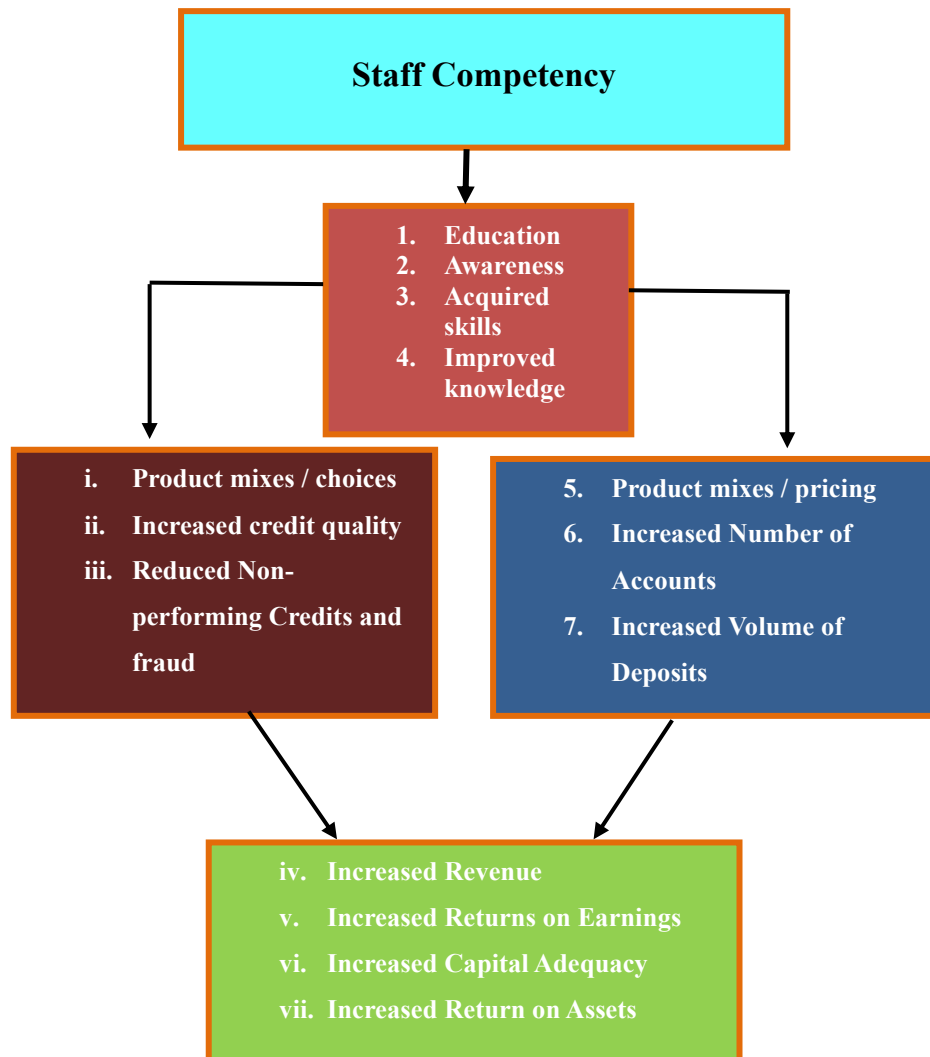 Staff Competency
1. Education
2. Awareness
3. Acquired
skills
4. Improved
knowledge
i. Product mixes / choices
ii. Increased credit quality
iii. Reduced Non-
performing Credits and
fraud
5. Product mixes / pricing
6. Increased Number of
Accounts
7. Increased Volume of
Deposits
iv. Increased Revenue
v. Increased Returns on Earnings
vi. Increased Capital Adequacy
vii. Increased Return on Assets